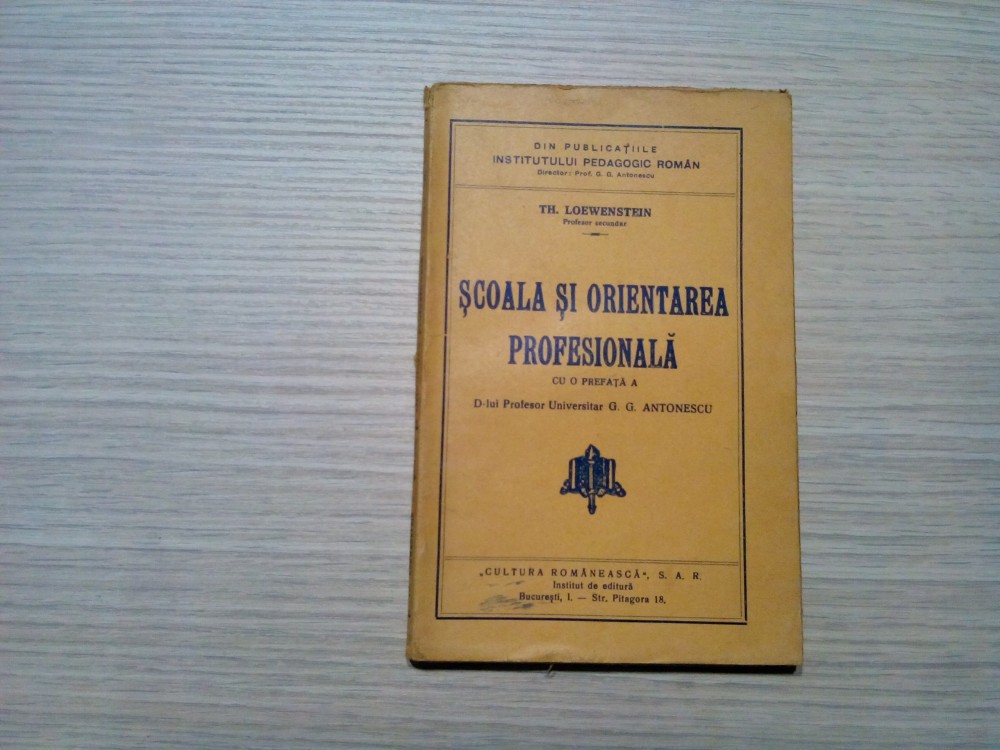 DIN PUBLICAȚIILE
INSTITUTULUI PEDAGOGIC ROMÂN
Director: Prof. G. G. Antonescu
TH. LOEWENSTEIN
Profesor secundar
ȘCOALA ȘI ORIENTAREA
PROFESIONALĂ
CU O PREFAȚĂ A
D-lui Profesor Universitar G. G. ANTONESCU
„CULTURA ROMÂNEASCĂ", S. A. R.
Institut de editură
București, I. — Str. Pitagora 18,